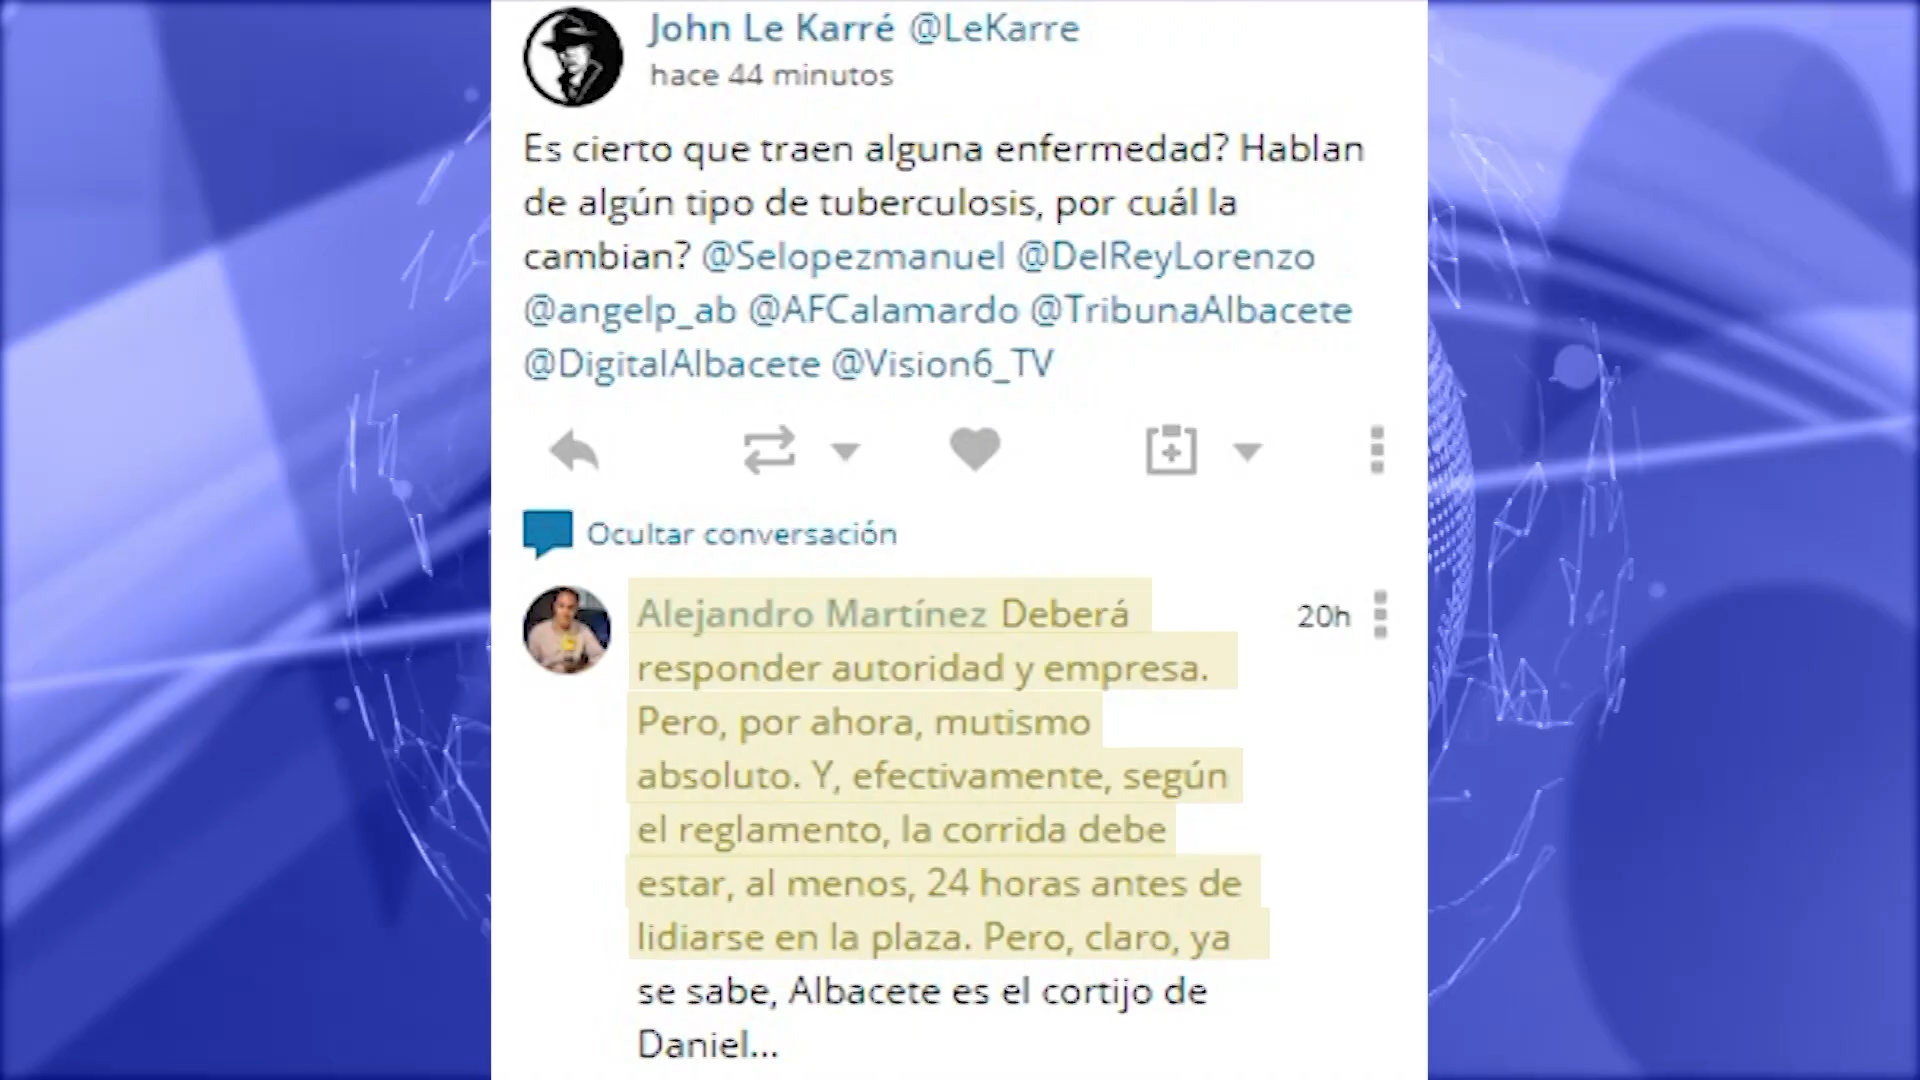 John Le Karré @LeKarre
hace 44 minutos
Es cierto que traen alguna enfermedad? Hablan
de algún tipo de tuberculosis, por cuál la
cambian? @Selopezmanuel @DelReyLorenzo
@angelp_ab @AFCalamardo @TribunaAlbacete
@DigitalAlbacete @Vision6_TV
Ocultar conversación
Alejandro Martínez Deberá 20h
responder autoridad y empresa.
Pero, por ahora, mutismo
absoluto. Y, efectivamente, según
el reglamento, la corrida debe
estar, al menos, 24 horas antes de
lidiarse en la plaza. Pero, claro, ya
se sabe, Albacete es el cortijo de
Daniel...